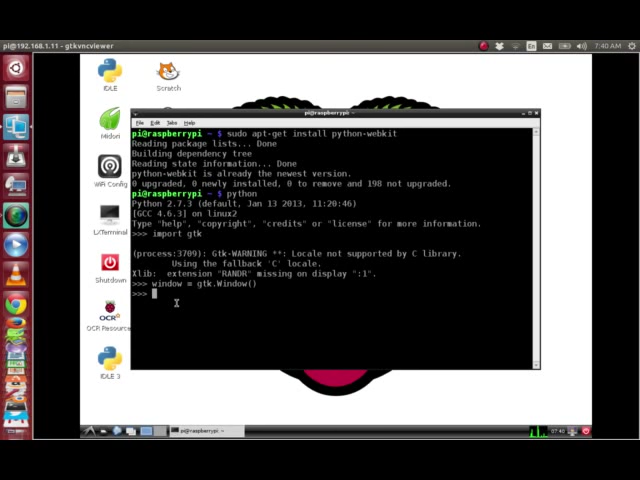 pi@192.168.1.11 - gtkvncviewer
En
7:40 AM
IDLE
Scratch
pi@raspberrypi: ~
File Edit Tabs Help
pi@raspberrypi ~ $ sudo apt-get install python-webkit
Reading package lists... Done
Building dependency tree
Reading state information... Done
python-webkit is already the newest version.
0 upgraded, 0 newly installed, 0 to remove and 198 not upgraded.
pi@raspberrypi ~ $ python
Python 2.7.3 (default, Jan 13 2013, 11:20:46)
[GCC 4.6.3] on linux2
Type "help", "copyright", "credits" or "license" for more information.
>>> import gtk
(process:3709): Gtk-WARNING **: Locale not supported by C library.
Using the fallback 'C' locale.
Xlib:  extension "RANDR" missing on display ":1".
>>> window = gtk.Window()
>>>
Midori
WiFi Config
LXTerminal
Shutdown
OCR Resource
IDLE 3
pi@raspberrypi: ~
07:40